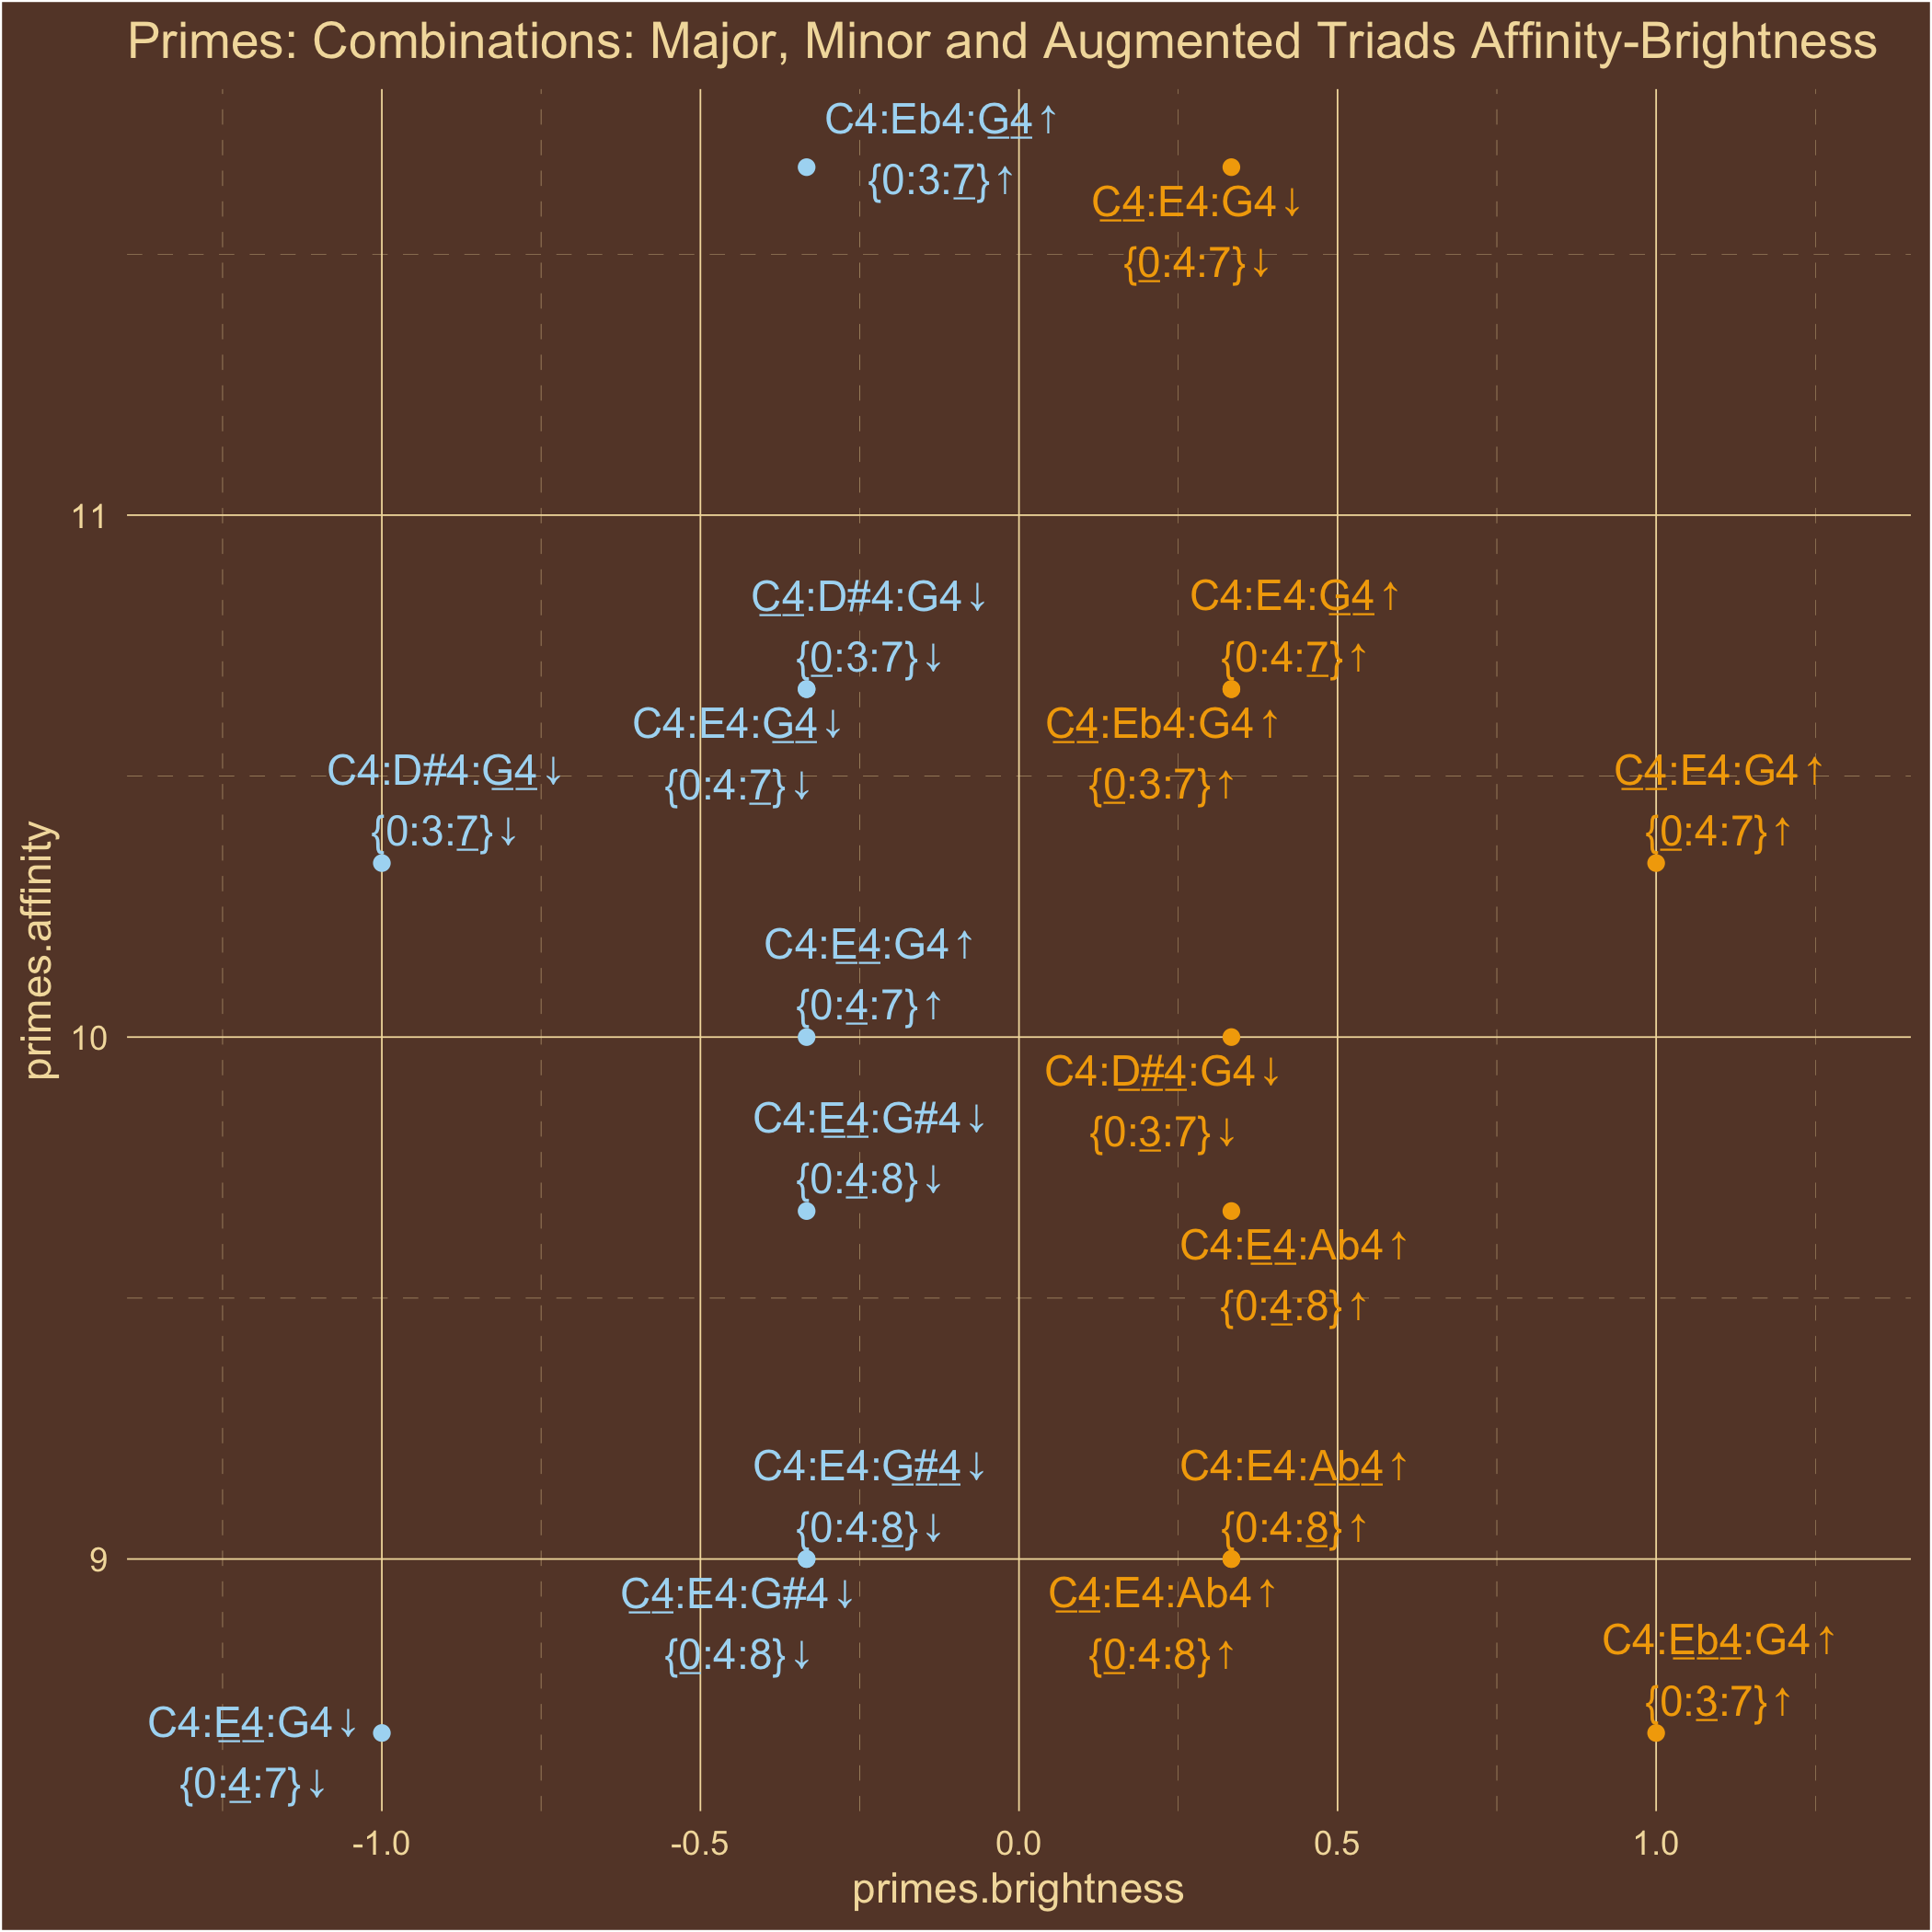 Primes: Combinations: Major, Minor and Augmented Triads Affinity-Brightness
C4:Eb4:G4↑
{0:3:7}↑
C4:E4:G4↓
{0:4:7}↓
11
C4:D#4:G4↓
{0:3:7}↓
C4:E4:G4↑
{0:4:7}↑
C4:E4:G4↓
{0:4:7}↓
C4:Eb4:G4↑
{0:3:7}↑
C4:D#4:G4↓
{0:3:7}↓
C4:E4:G4↑
{0:4:7}↑
primes.affinity
C4:E4:G4↑
{0:4:7}↑
10
C4:D#4:G4↓
{0:3:7}↓
C4:E4:G#4↓
{0:4:8}↓
C4:E4:Ab4↑
{0:4:8}↑
C4:E4:G#4↓
{0:4:8}↓
C4:E4:Ab4↑
{0:4:8}↑
9
C4:E4:G#4↓
{0:4:8}↓
C4:E4:Ab4↑
{0:4:8}↑
C4:Eb4:G4↑
{0:3:7}↑
C4:E4:G4↓
{0:4:7}↓
-1.0
-0.5
0.0
0.5
1.0
primes.brightness